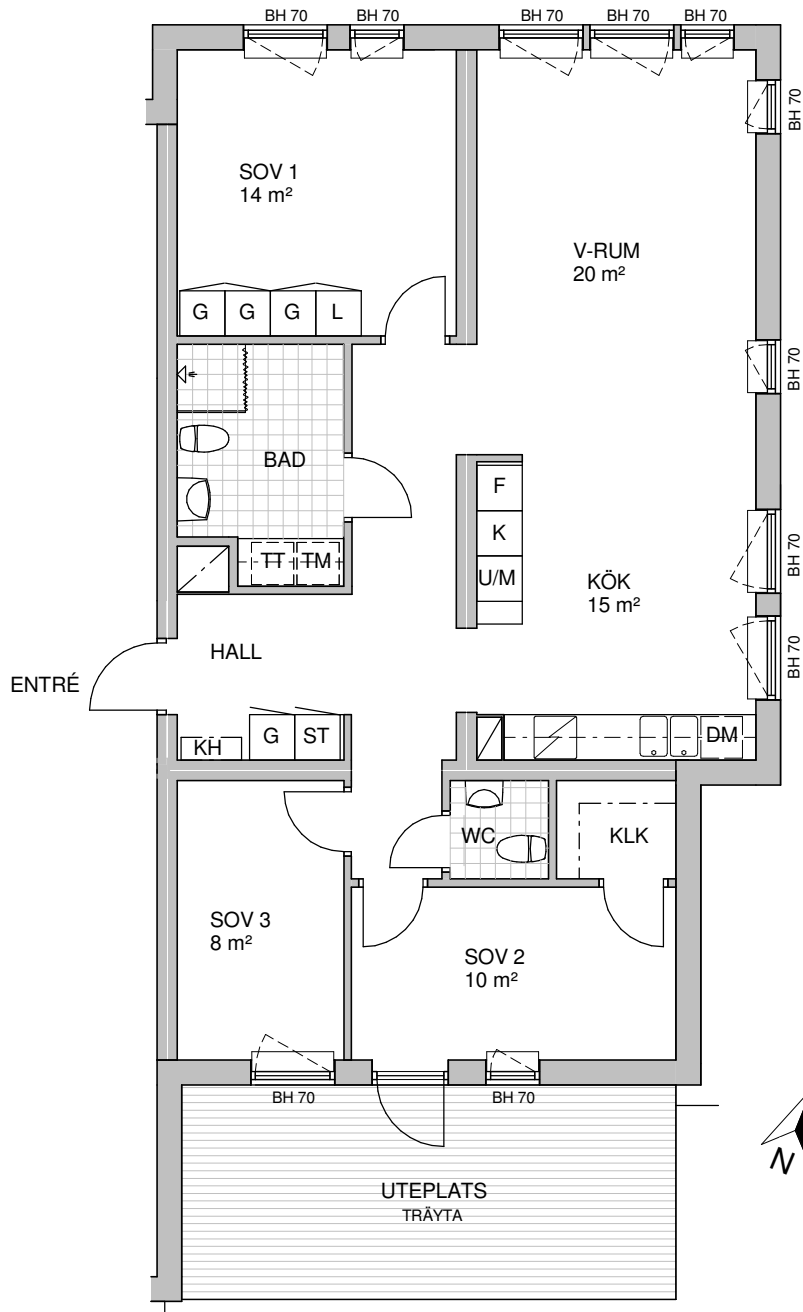 BH 70
BH 70
BH 70
BH 70
BH 70
BH 70
SOV 1
14 m²
V-RUM
20 m²
G
G
G
L
BH 70
BAD
F
K
U/M
TT
TM
KÖK
15 m²
BH 70
HALL
ENTRÉ
BH 70
KH
G
ST
DM
WC
KLK
SOV 3
8 m²
SOV 2
10 m²
BH 70
BH 70
N
UTEPLATS
TRÄYTA